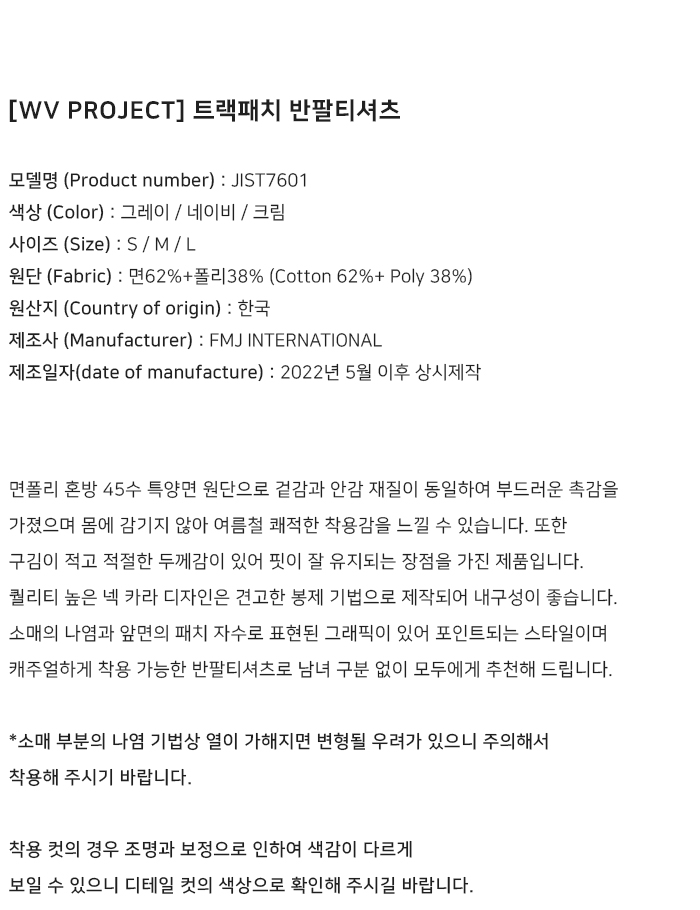 [WV PROJECT] 트랙패치 반팔티셔츠
모델명 (Product number) : JIST7601
색상 (Color) : 그레이 / 네이비 / 크림
사이즈 (Size) : S / M / L
원단 (Fabric) : 면62%+폴리38% (Cotton 62%+ Poly 38%)
원산지 (Country of origin) : 한국
제조사 (Manufacturer) : FMJ INTERNATIONAL
제조일자(date of manufacture) : 2022년 5월 이후 상시제작
면폴리 혼방 45수 특양면 원단으로 겉감과 안감 재질이 동일하여 부드러운 촉감을
가졌으며 몸에 감기지 않아 여름철 쾌적한 착용감을 느낄 수 있습니다. 또한
구김이 적고 적절한 두께감이 있어 핏이 잘 유지되는 장점을 가진 제품입니다.
퀄리티 높은 넥 카라 디자인은 견고한 봉제 기법으로 제작되어 내구성이 좋습니다.
소매의 나염과 앞면의 패치 자수로 표현된 그래픽이 있어 포인트되는 스타일이며
캐주얼하게 착용 가능한 반팔티셔츠로 남녀 구분 없이 모두에게 추천해 드립니다.
*소매 부분의 나염 기법상 열이 가해지면 변형될 우려가 있으니 주의해서
착용해 주시기 바랍니다.
착용 컷의 경우 조명과 보정으로 인하여 색감이 다르게
보일 수 있으니 디테일 컷의 색상으로 확인해 주시길 바랍니다.